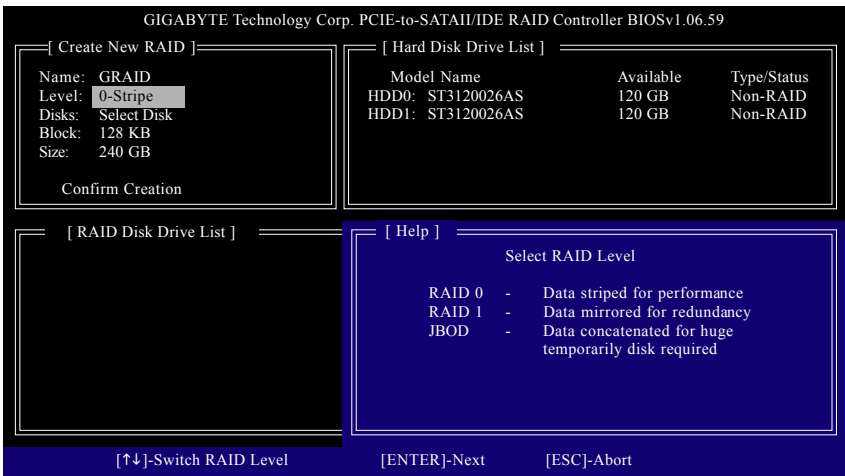 GIGABYTE Technology Corp. PCIE-to-SATAII/IDE RAID Controller BIOSv1.06.59
[ Create New RAID ]
Name: GRAID
Level: 0-Stripe
Disks: Select Disk
Block: 128 KB
Size: 240 GB
Confirm Creation
[ Hard Disk Drive List ]
Model Name Available Type/Status
HDD0: ST3120026AS 120 GB Non-RAID
HDD1: ST3120026AS 120 GB Non-RAID
[ RAID Disk Drive List ]
[ Help ]
Select RAID Level
RAID 0 - Data striped for performance
RAID 1 - Data mirrored for redundancy
JBOD - Data concatenated for huge
temporarily disk required
[↑↓]-Switch RAID Level [ENTER]-Next [ESC]-Abort